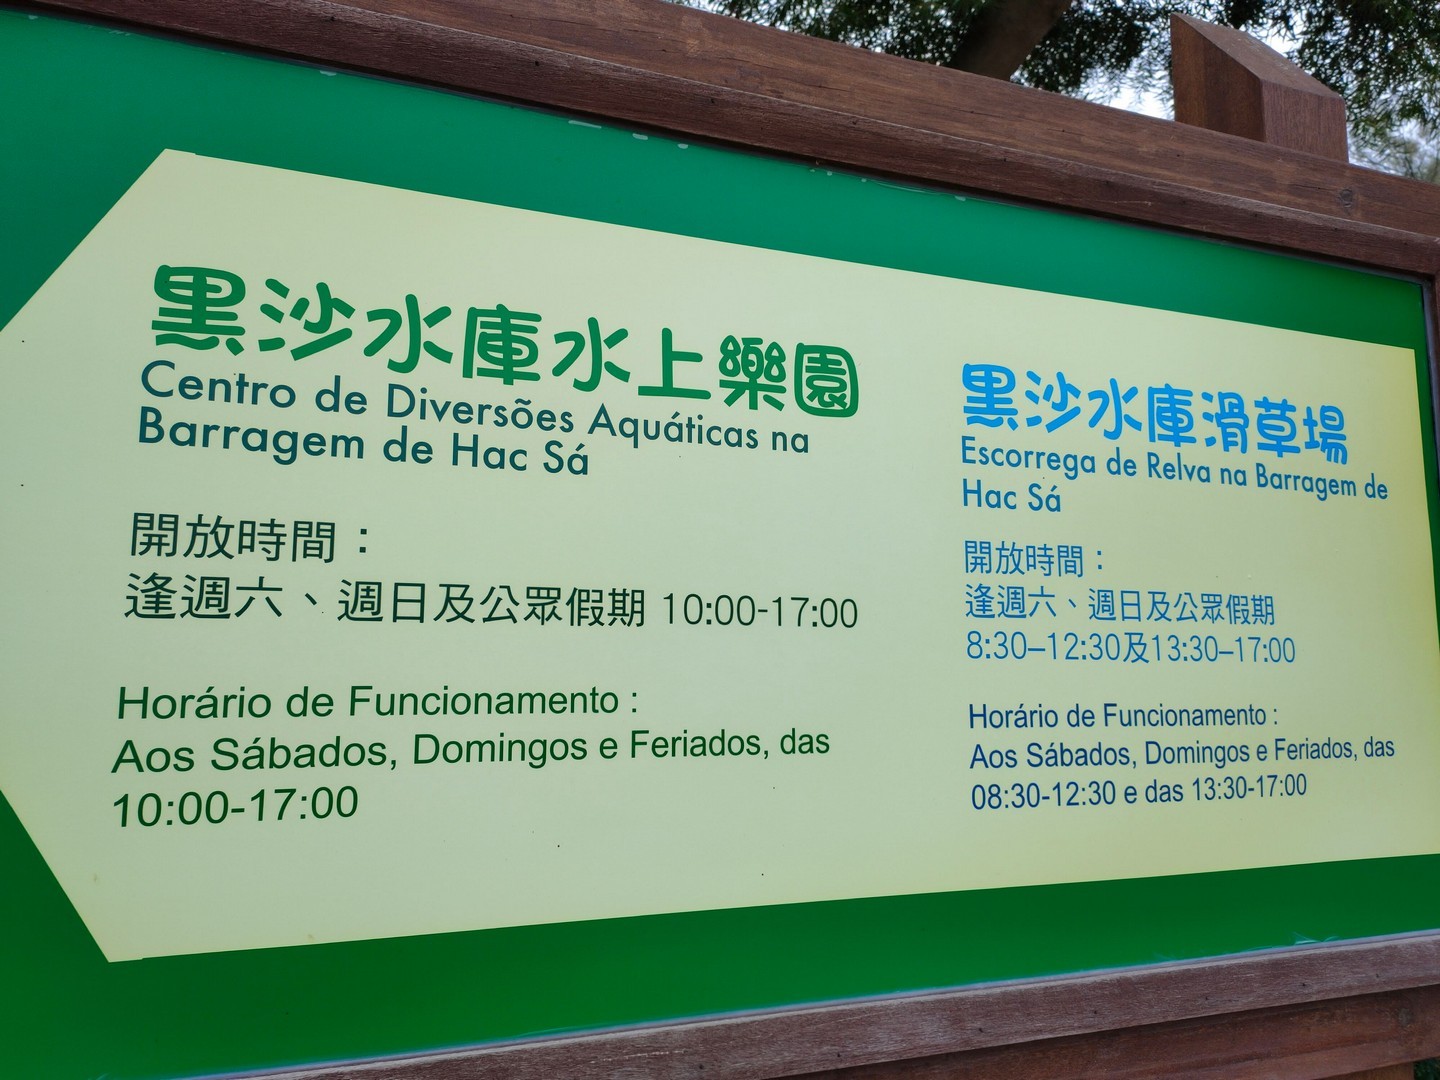 黑沙水庫水上樂園
Centro de Diversões Aquáticas na
Barragem de Hac Sá
開放時間：
逢週六、週日及公眾假期 10:00-17:00
Horário de Funcionamento :
Aos Sábados, Domingos e Feriados, das
10:00-17:00
黑沙水庫滑草場
Escorrega de Relva na Barragem de
Hac Sá
開放時間：
逢週六、週日及公眾假期
8:30–12:30及13:30–17:00
Horário de Funcionamento :
Aos Sábados, Domingos e Feriados, das
08:30-12:30 e das 13:30-17:00